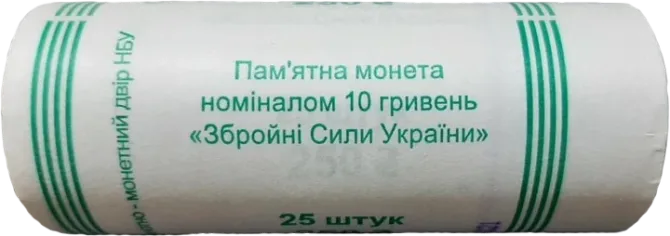 Пам'ятна монета
номіналом 10 гривень
«Збройні Сили України»
25 штук
монетний двір НБУ